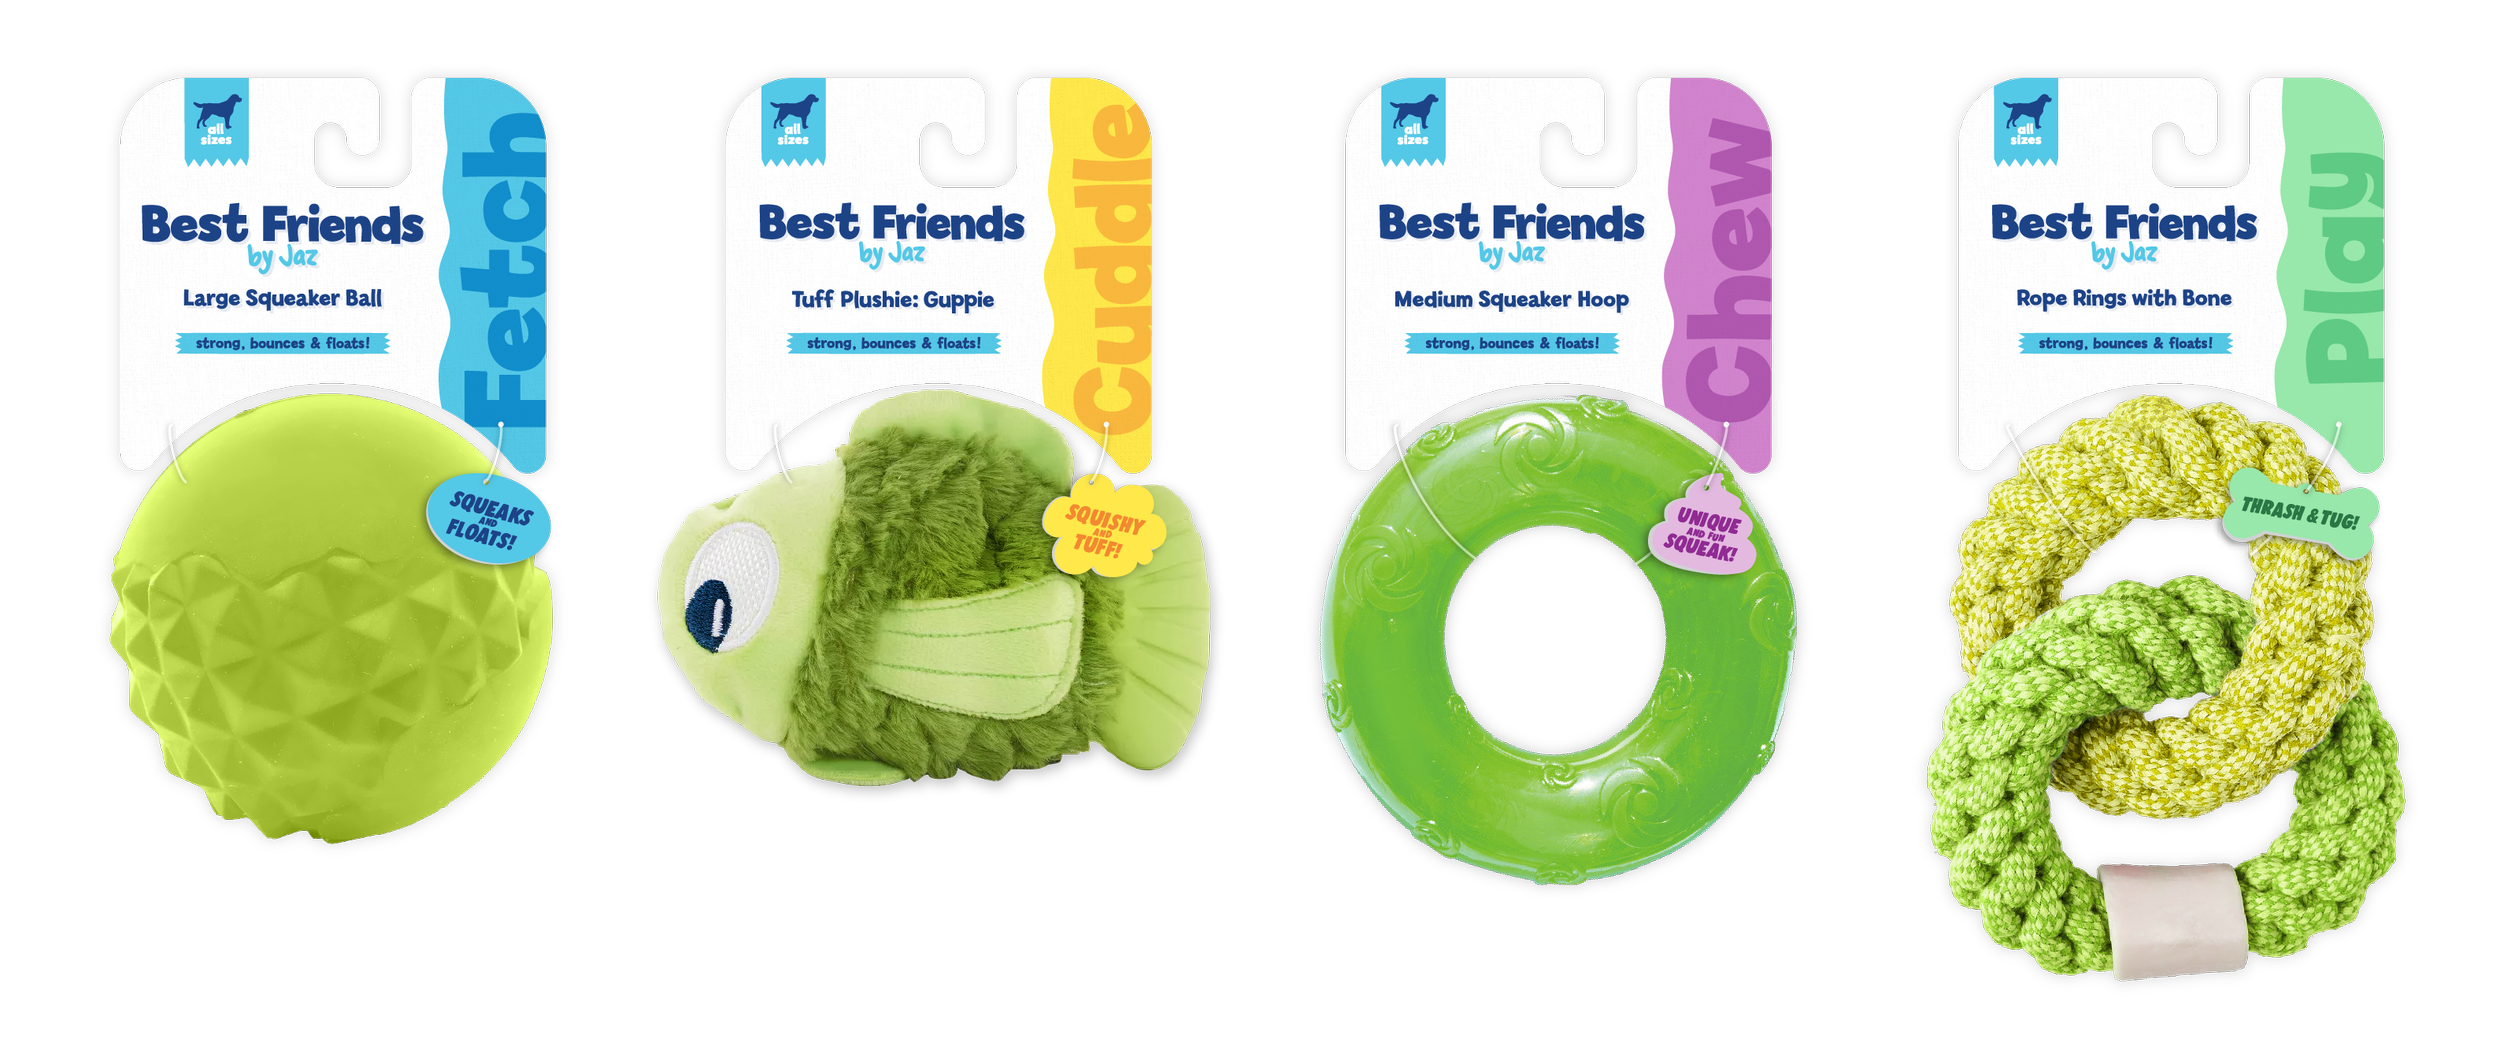 all
sizes
Best Friends
by Jaz
Large Squeaker Ball
strong, bounces & floats!
Fetch
SQUEAKS
AND
FLOATS!
all
sizes
Best Friends
by Jaz
Tuff Plushie: Guppie
strong, bounces & floats!
Cuddle
SQUISHY
AND
TUFF!
all
sizes
Best Friends
by Jaz
Medium Squeaker Hoop
strong, bounces & floats!
Chew
UNIQUE
AND FUN
SQUEAK!
all
sizes
Best Friends
by Jaz
Rope Rings with Bone
strong, bounces & floats!
Play
THRASH & TUG!